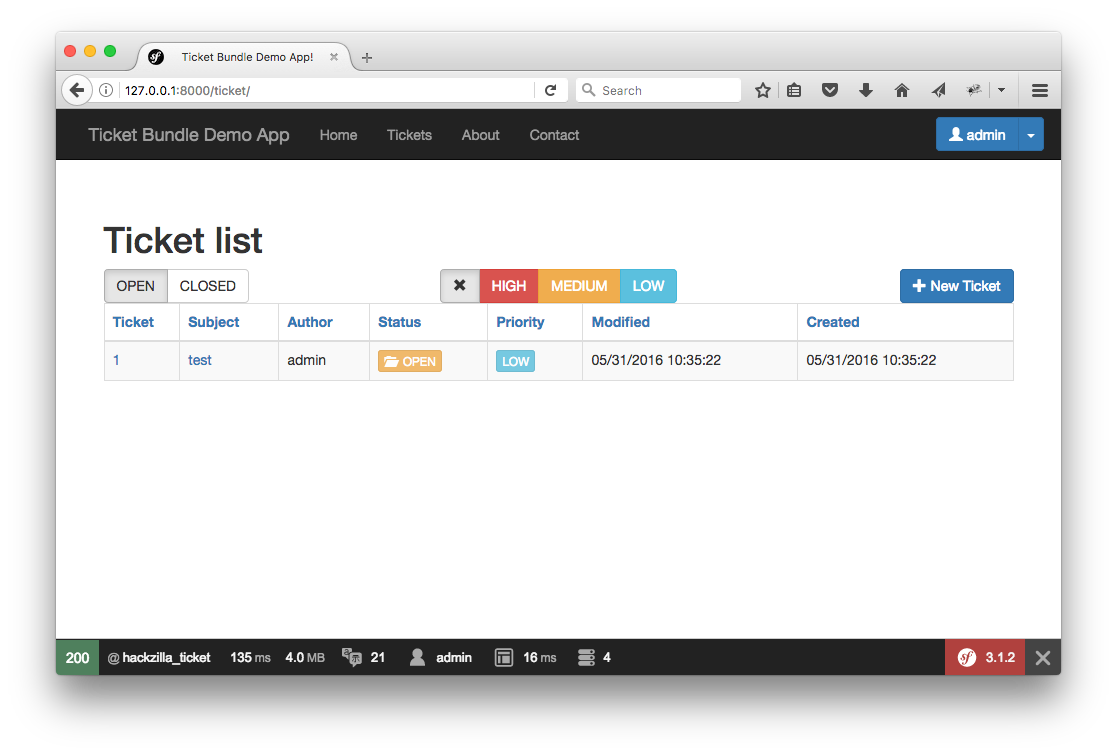 Ticket Bundle Demo App!
127.0.0.1:8000/ticket/
Search
Ticket Bundle Demo App Home Tickets About Contact admin
Ticket list
OPEN CLOSED HIGH MEDIUM LOW New Ticket
Ticket Subject Author Status Priority Modified Created
1 test admin OPEN LOW 05/31/2016 10:35:22 05/31/2016 10:35:22
200 @ hackzilla_ticket 135 ms 4.0 MB 21 admin 16 ms 4 3.1.2